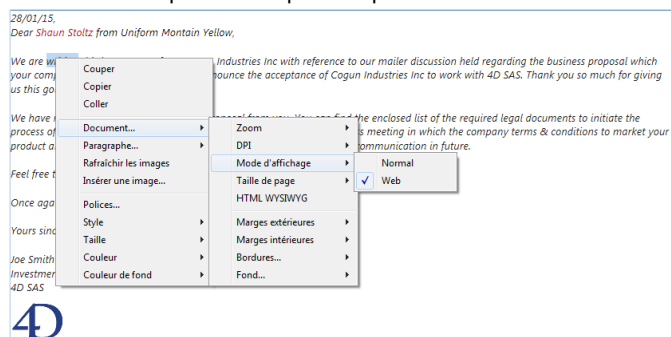 28/01/15,
Dear Shaun Stoltz from Uniform Montain Yellow,
We are Industries Inc with reference to our mailer discussion held regarding the business proposal which
your comp ounce the acceptance of Cogun Industries Inc to work with 4D SAS. Thank you so much for giving
us this go
We have proposal from you. You can find the enclosed list of the required legal documents to initiate the
process of s meeting in which the company terms & conditions to market your
product a ommunication in future.
Feel free t
Once aga
Yours sinc
Joe Smith
Investmen
4D SAS
4D
Couper
Copier
Coller
Document...
Paragraphe...
Rafraîchir les images
Insérer une image...
Polices...
Style
Taille
Couleur
Couleur de fond
Zoom
DPI
Mode d'affichage
Taille de page
HTML WYSIWYG
Marges extérieures
Marges intérieures
Bordures...
Fond...
Normal
Web